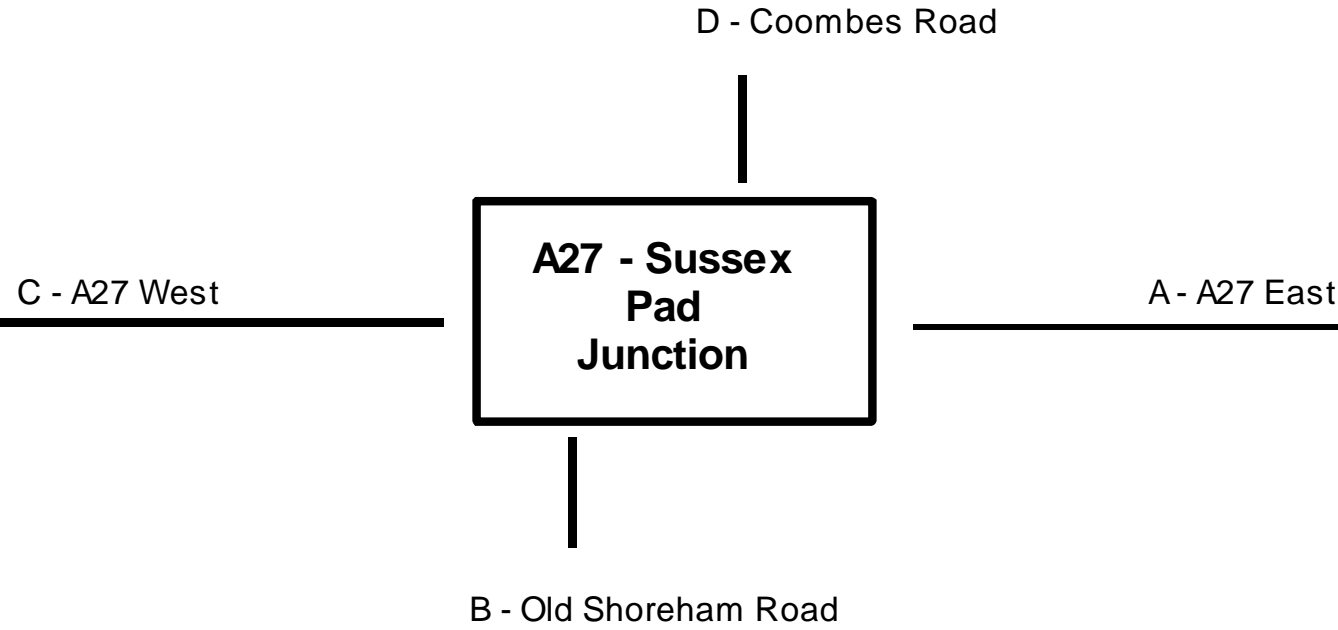 D - Coombes Road
A27 - Sussex
Pad
Junction
C - A27 West
A - A27 East
B - Old Shoreham Road